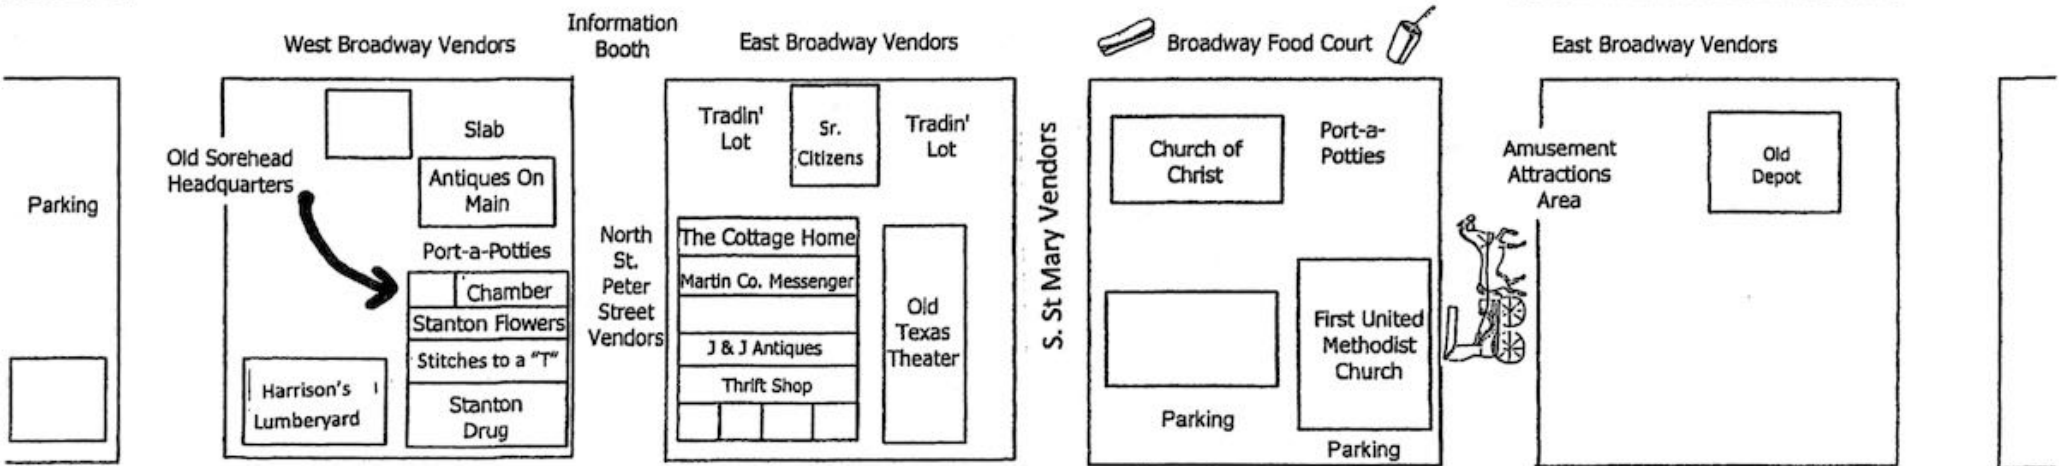 West Broadway Vendors
Information
Booth
East Broadway Vendors
Broadway Food Court
East Broadway Vendors
Parking
Old Sorehead
Headquarters
Slab
Antiques On
Main
Port-a-Potties
Chamber
Stanton Flowers
Stitches to a "T"
Stanton
Drug
Harrison's
Lumberyard
North
St.
Peter
Street
Vendors
Tradin'
Lot
Sr.
Citizens
Tradin'
Lot
The Cottage Home
Martin Co. Messenger
J & J Antiques
Thrift Shop
Old
Texas
Theater
S. St Mary Vendors
Church of
Christ
Port-a-
Potties
First United
Methodist
Church
Parking
Parking
Amusement
Attractions
Area
Old
Depot